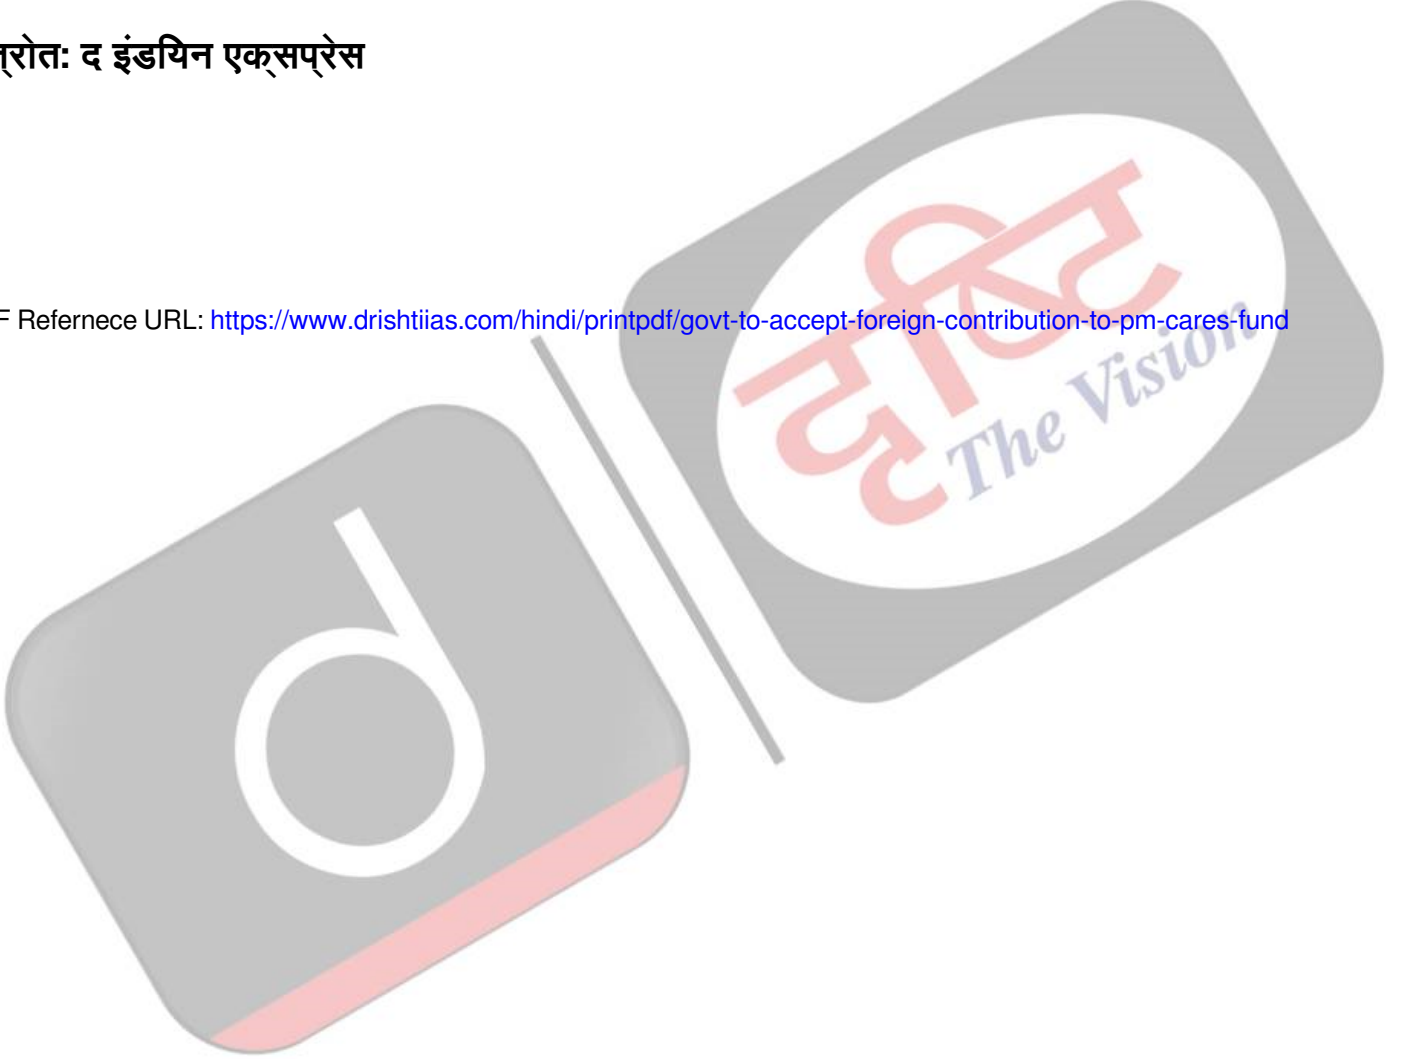 त्रोत: द इंडयिन एक्सप्रेस
F Refernece URL: https://www.drishtiias.com/hindi/printpdf/govt-to-accept-foreign-contribution-to-pm-cares-fund
दृष्टि
The Vision
d